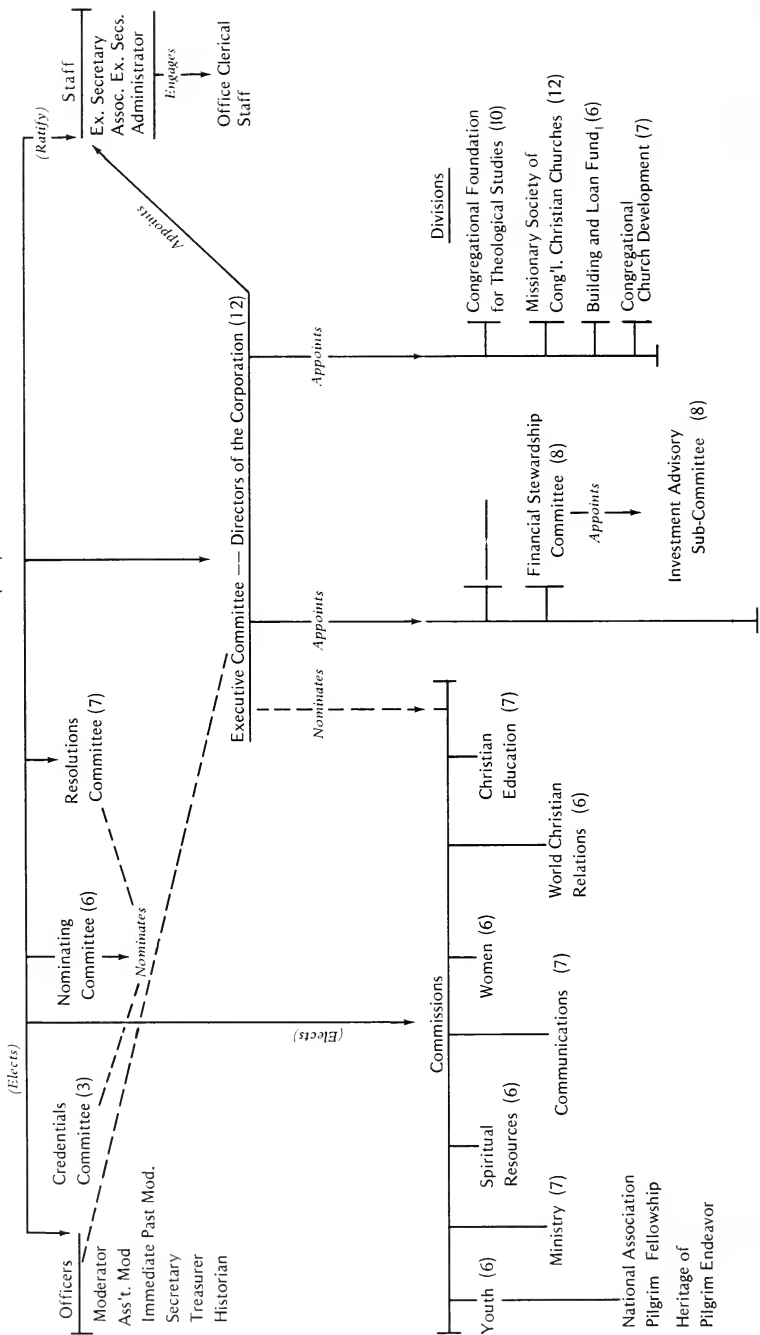 (Elects)
(Ratify)
Officers
Moderator
Ass't. Mod
Immediate Past Mod.
Secretary
Treasurer
Historian
Credentials
Committee (3)
Nominating
Committee (6)
Nominates
Resolutions
Committee (7)
Staff
Ex. Secretary
Assoc. Ex. Secs.
Administrator
Engages
Office Clerical
Staff
Appoints
Executive Committee —— Directors of the Corporation (12)
(Elects)
Nominates
Appoints
Appoints
Commissions
Youth (6)
National Association
Pilgrim Fellowship
Heritage of
Pilgrim Endeavor
Ministry (7)
Spiritual
Resources (6)
Communications (7)
Women (6)
World Christian
Relations (6)
Christian
Education (7)
Financial Stewardship
Committee (8)
Appoints
Investment Advisory
Sub-Committee (8)
Divisions
Congregational Foundation
for Theological Studies (10)
Missionary Society of
Cong'l. Christian Churches (12)
Building and Loan Fund (6)
Congregational
Church Development (7)